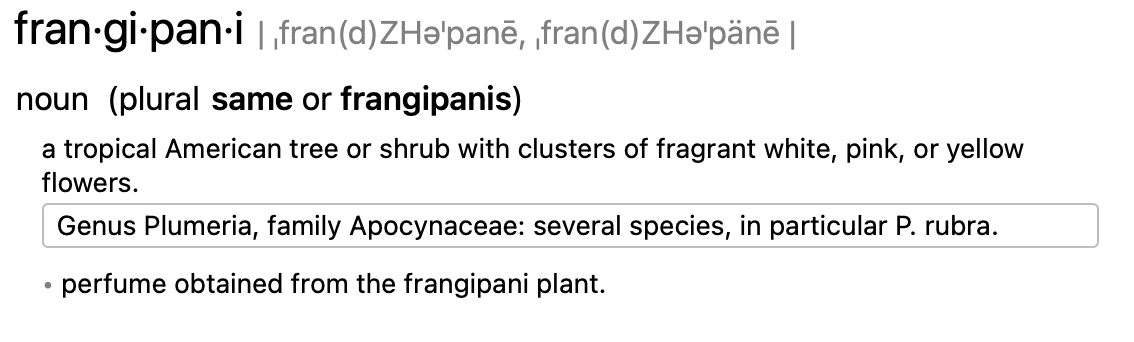 fran·gi·pan·i | ˌfran(d)ZHəˈpanē, ˌfran(d)ZHəˈpänē |
noun (plural same or frangipanis)
a tropical American tree or shrub with clusters of fragrant white, pink, or yellow
flowers.
Genus Plumeria, family Apocynaceae: several species, in particular P. rubra.
• perfume obtained from the frangipani plant.